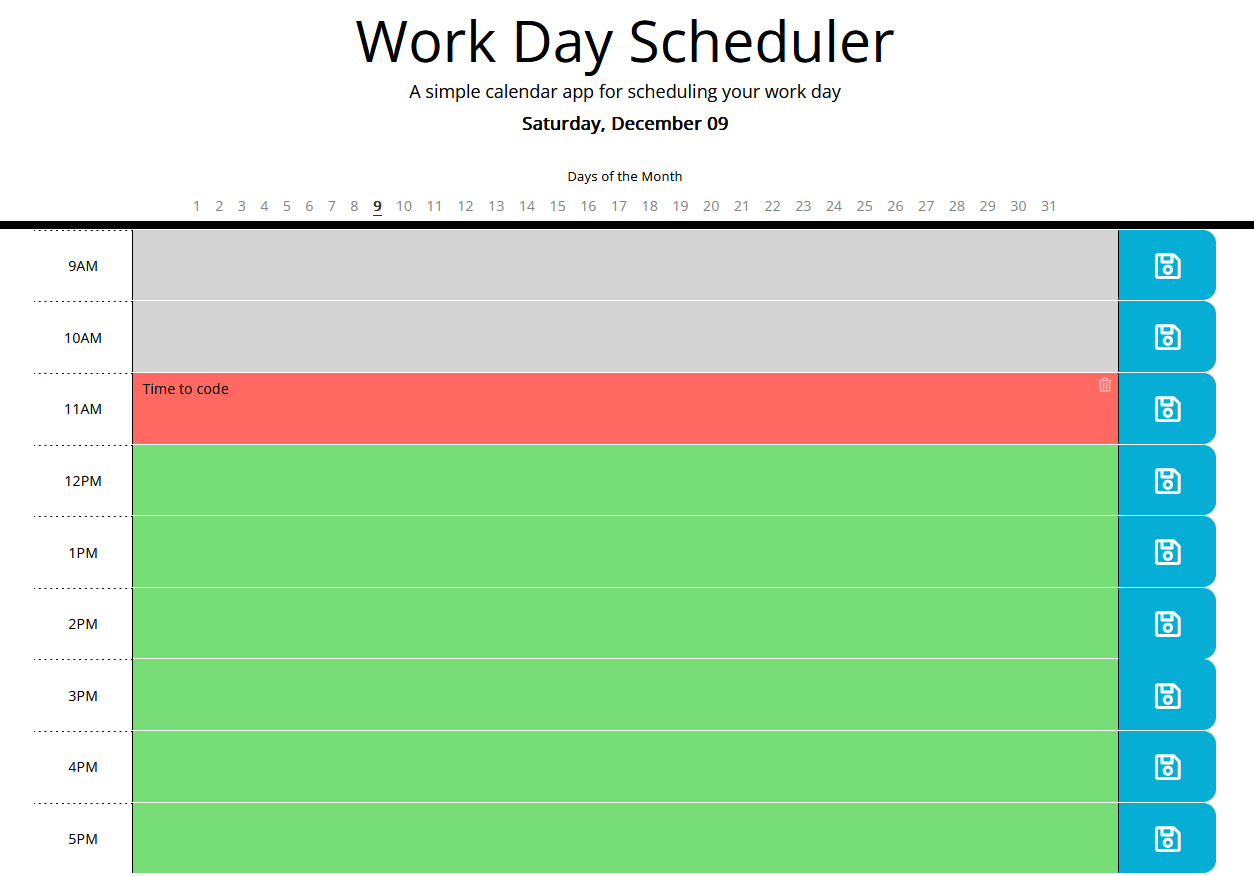 Work Day Scheduler
A simple calendar app for scheduling your work day
Saturday, December 09
Days of the Month
1 2 3 4 5 6 7 8 9 10 11 12 13 14 15 16 17 18 19 20 21 22 23 24 25 26 27 28 29 30 31
9AM
10AM
11AM Time to code
12PM
1PM
2PM
3PM
4PM
5PM